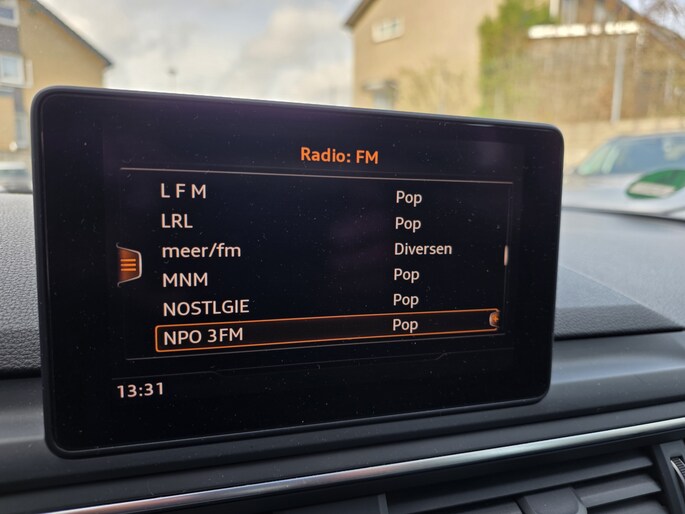 Radio: FM
L F M Pop
LRL Pop
meer/fm Diversen
MNM Pop
NOSTLGIE Pop
NPO 3FM Pop
13:31